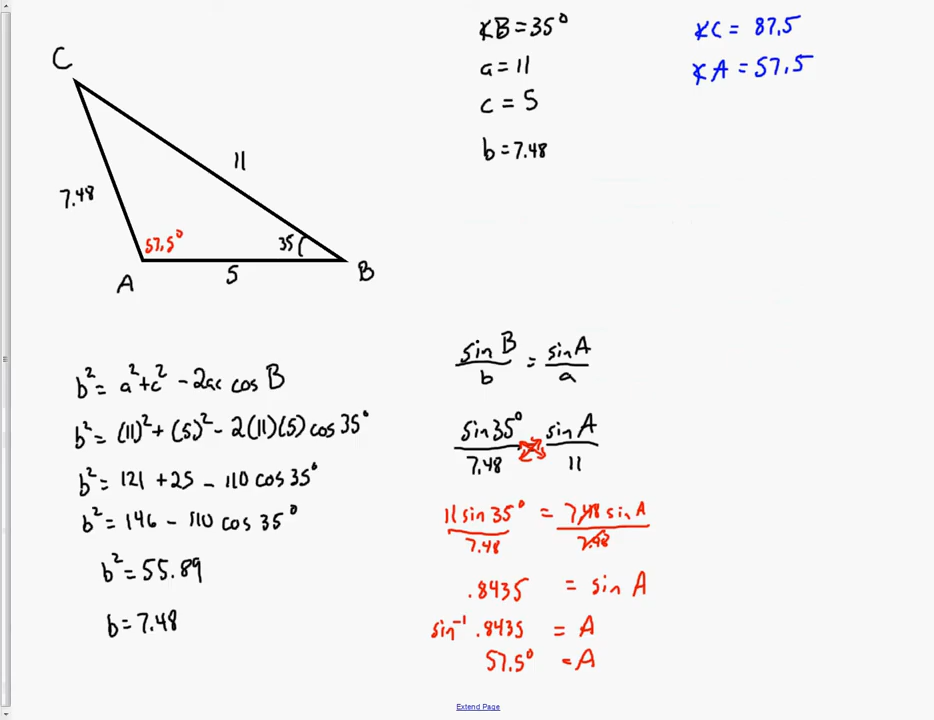 C
11
7.48
57.5°
35
A
5
B
∡B = 35°
a = 11
c = 5
b = 7.48
∡C = 87.5
∡A = 57.5
b² = a² + c² - 2ac cos B
b² = (11)² + (5)² - 2(11)(5) cos 35°
b² = 121 + 25 - 110 cos 35°
b² = 146 - 110 cos 35°
b² = 55.89
b = 7.48
sin B / b = sin A / a
sin 35° / 7.48 = sin A / 11
11 sin 35° / 7.48 = 7.48 sin A / 7.48
.8435 = sin A
sin⁻¹ .8435 = A
57.5° = A
Extend Page